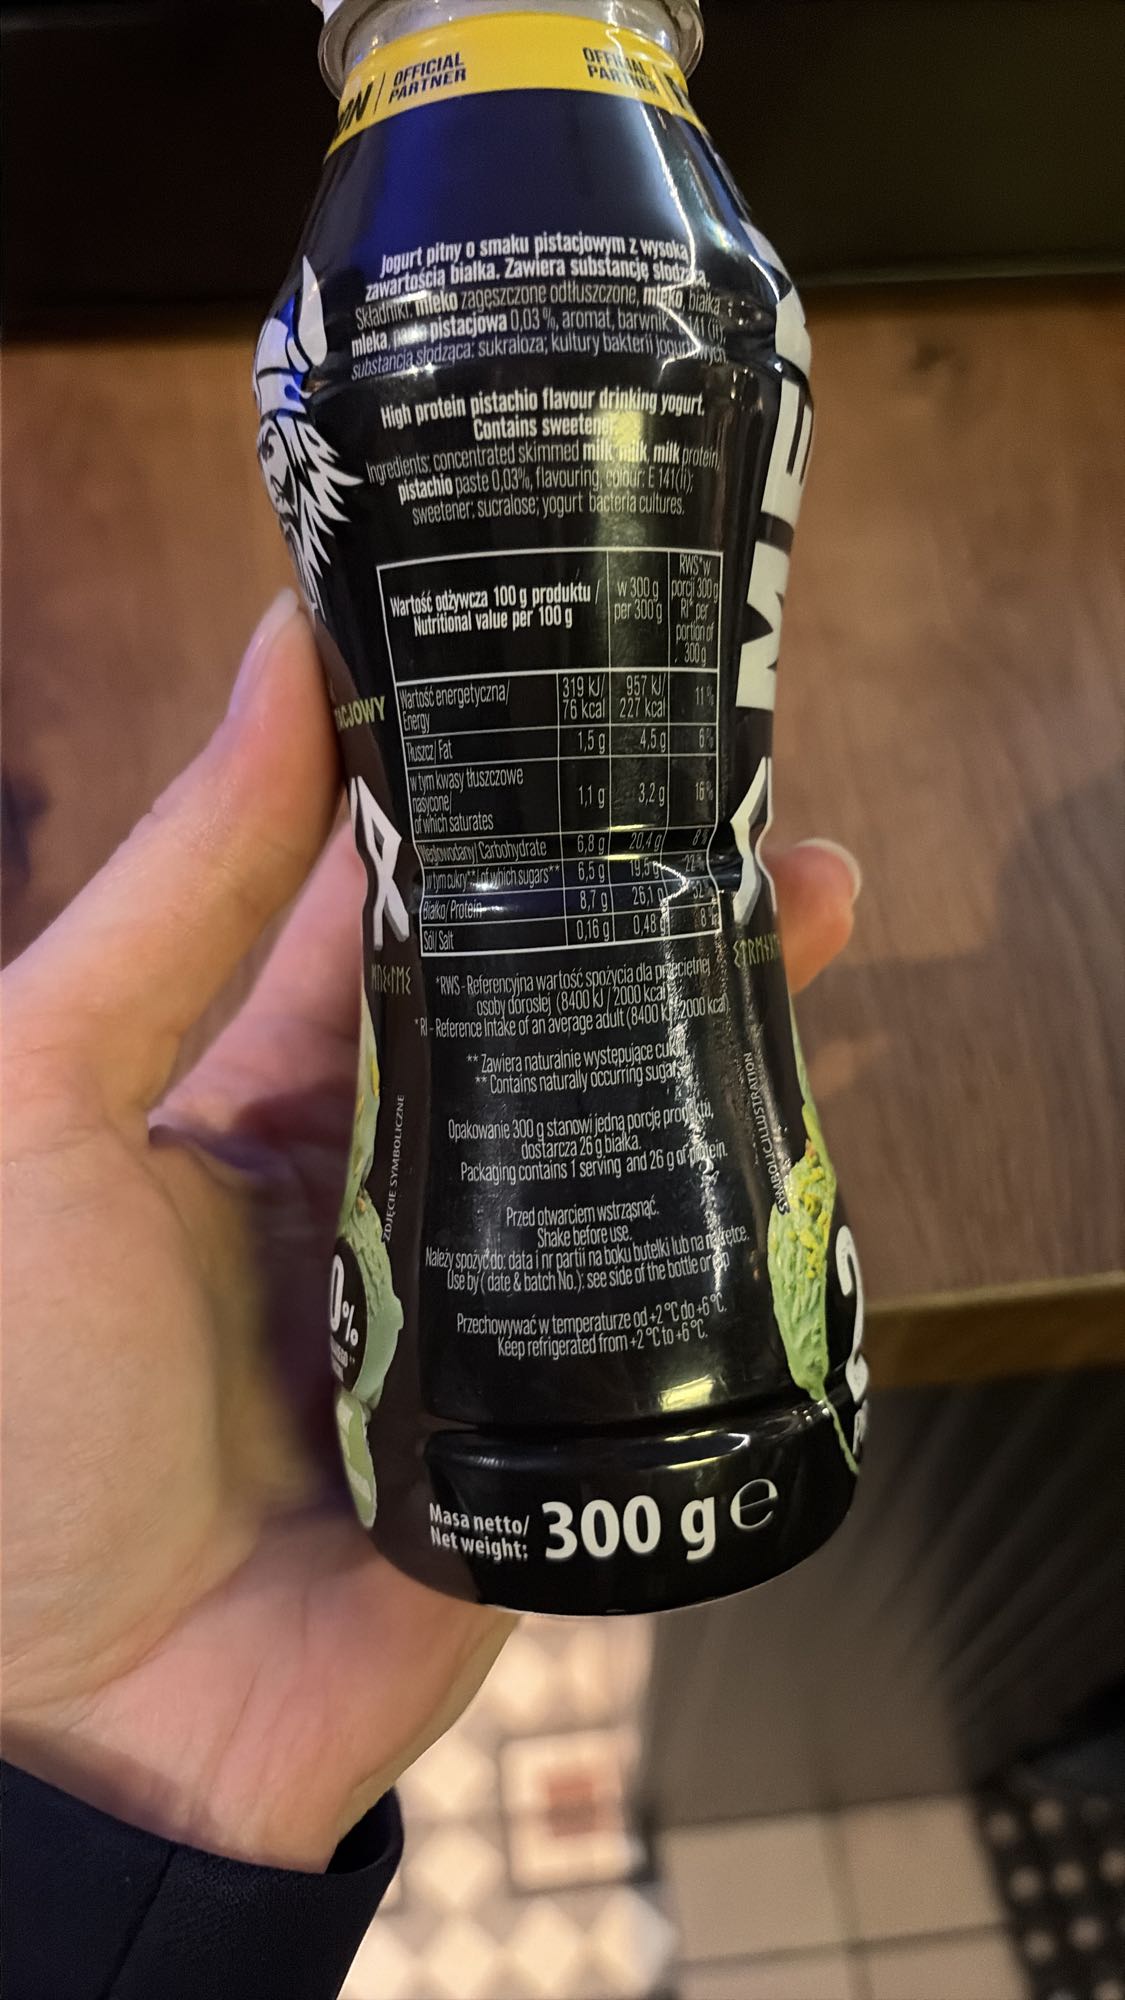 OFFICIAL
PARTNER
OFFICIAL
PARTNER
Jogurt pitny o smaku pistacjowym z wysoką
zawartością białka. Zawiera substancję słodzącą.
Składniki: mleko zagęszczone odtłuszczone, mleko, białka
mleka, pistacjowa 0,03 %, aromat, barwnik: E 141 (ii);
substancja słodząca: sukraloza; kultury bakterii jogurtowych.
High protein pistachio flavour drinking yogurt.
Contains sweetener.
Ingredients: concentrated skimmed milk, milk, milk protein,
pistachio paste 0,03%, flavouring, colour: E 141(ii);
sweetener: sucralose; yogurt bacteria cultures.
Wartość odżywcza 100 g produktu / w 300 g RWS* w
Nutritional value per 100 g per 300 g porcji 300 g
RI* per
portion of
300 g
Wartość energetyczna/ 319 kJ/ 957 kJ/ 11 %
Energy 76 kcal 227 kcal
Tłuszcz/ Fat 1,5 g 4,5 g 6%
w tym kwasy tłuszczowe
nasycone/ 1,1 g 3,2 g 16%
of which saturates
Węglowodany/ Carbohydrate 6,8 g 20,4 g 8%
w tym cukry**/of which sugars** 6,5 g 19,5 g 22%
Białko/ Protein 8,7 g 26,1 g 52%
Sól/ Salt 0,16 g 0,48 g 8%
*RWS - Referencyjna wartość spożycia dla przeciętnej
osoby dorosłej (8400 kJ / 2000 kcal)
*RI - Reference Intake of an average adult (8400 kJ / 2000 kcal)
** Zawiera naturalnie występujące cukry
** Contains naturally occurring sugars
Opakowanie 300 g stanowi jedną porcję produktu,
dostarcza 26 g białka.
Packaging contains 1 serving and 26 g of protein.
Przed otwarciem wstrząsnąć.
Shake before use.
Należy spożyć do: data i nr partii na boku butelki lub na nakrętce.
Use by ( date & batch No.): see side of the bottle or cap
Przechowywać w temperaturze od +2 °C do +6 °C.
Keep refrigerated from +2 °C to +6 °C.
Masa netto/
Net weight: 300 g e
ZDJĘCIE SYMBOLICZNE
SYMBOLIC ILLUSTRATION
0%
2